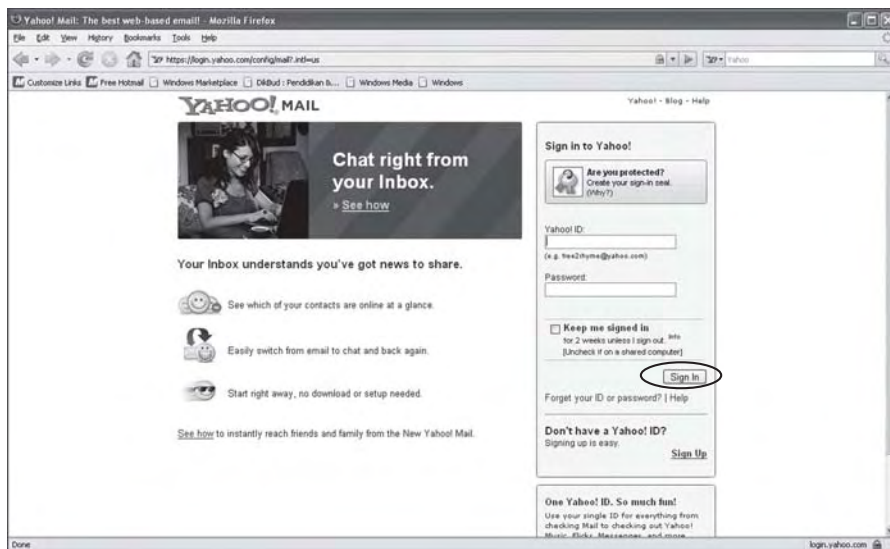 Yahoo! Mail: The best web-based email! - Mozilla Firefox
File Edit View History Bookmarks Tools Help
https://login.yahoo.com/config/mail?.intl=us
Yahoo
Customize Links Free Hotmail Windows Marketplace DikBud : Pendidikan &... Windows Media Windows
YAHOO! MAIL
Yahoo! - Blog - Help
Chat right from
your Inbox.
» See how
Your Inbox understands you've got news to share.
See which of your contacts are online at a glance.
Easily switch from email to chat and back again.
Start right away, no download or setup needed.
See how to instantly reach friends and family from the New Yahoo! Mail.
Sign in to Yahoo!
Are you protected?
Create your sign-in seal.
(Why?)
Yahoo! ID:
(e.g. free2rhyme@yahoo.com)
Password:
Keep me signed in
for 2 weeks unless I sign out. Info
[Uncheck if on a shared computer]
Sign In
Forget your ID or password? | Help
Don't have a Yahoo! ID?
Signing up is easy.
Sign Up
One Yahoo! ID. So much fun!
Use your single ID for everything from
checking Mail to checking out Yahoo!
Music, Flickr, Messenger, and more.
Done
login.yahoo.com